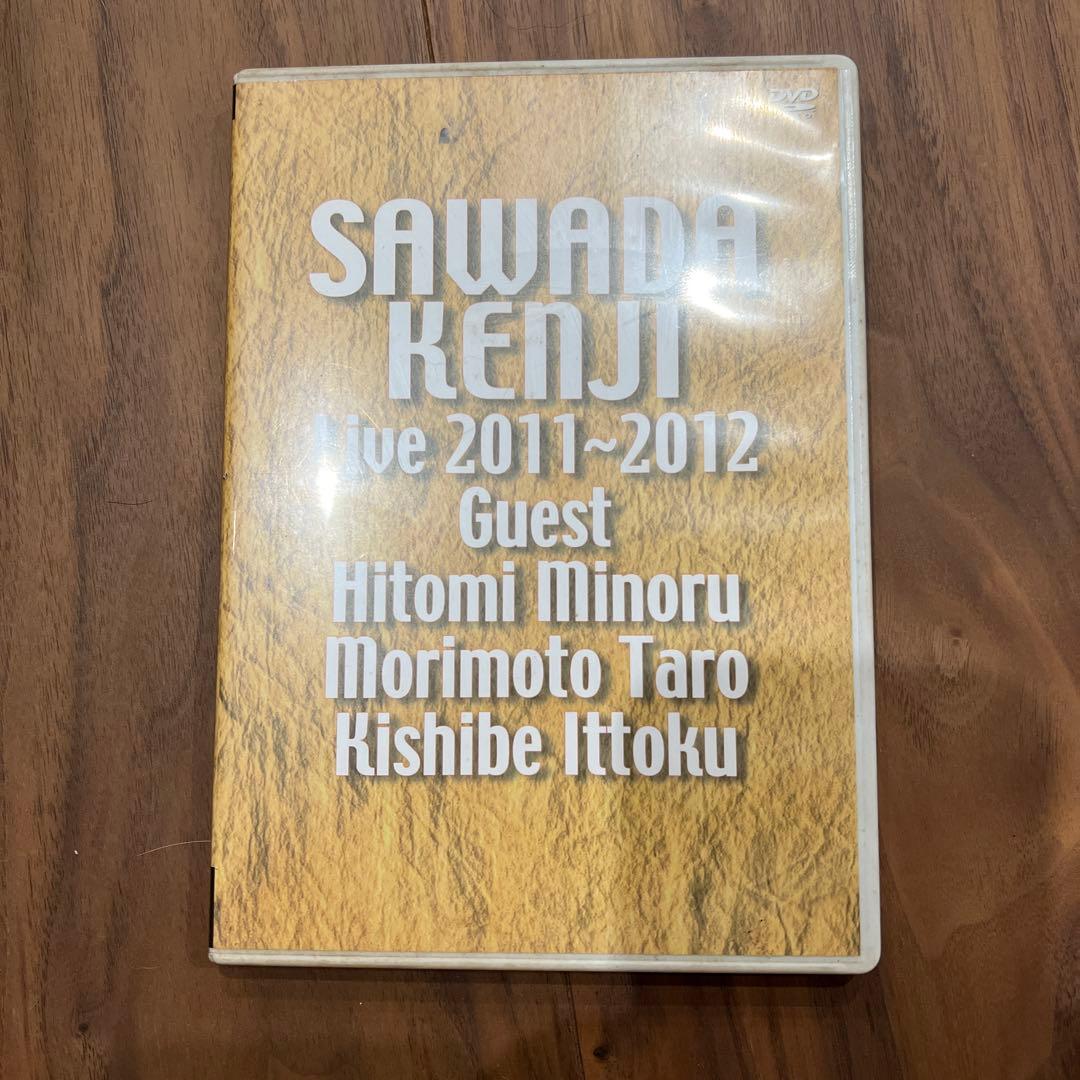 DVD
SAWADA
KENJI
Live 2011~2012
Guest
Hitomi Minoru
Morimoto Taro
Kishibe Ittoku